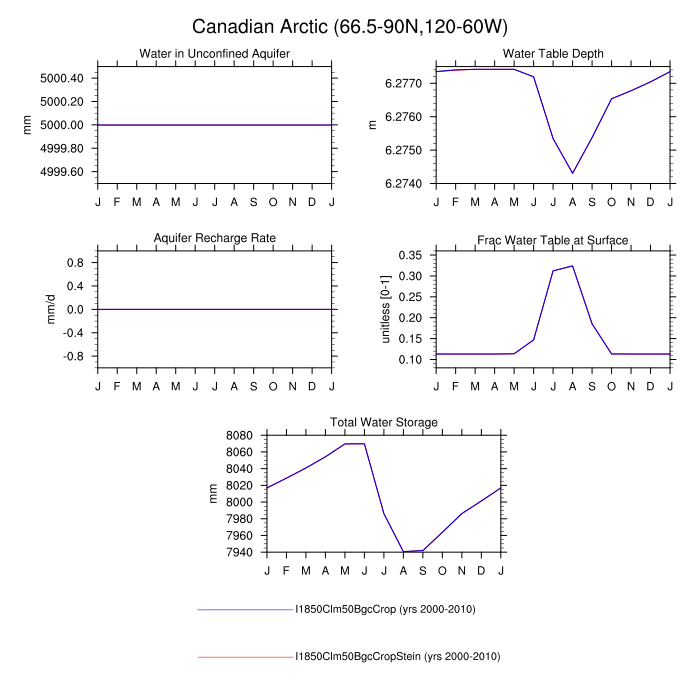 Canadian Arctic (66.5-90N,120-60W)
Water in Unconfined Aquifer
mm
5000.40
5000.20
5000.00
4999.80
4999.60
J F M A M J J A S O N D J
Water Table Depth
m
6.2770
6.2760
6.2750
6.2740
J F M A M J J A S O N D J
Aquifer Recharge Rate
mm/d
0.8
0.4
0.0
-0.4
-0.8
J F M A M J J A S O N D J
Frac Water Table at Surface
unitless [0-1]
0.35
0.30
0.25
0.20
0.15
0.10
J F M A M J J A S O N D J
Total Water Storage
mm
8080
8060
8040
8020
8000
7980
7960
7940
J F M A M J J A S O N D J
I1850Clm50BgcCrop (yrs 2000-2010)
I1850Clm50BgcCropStein (yrs 2000-2010)